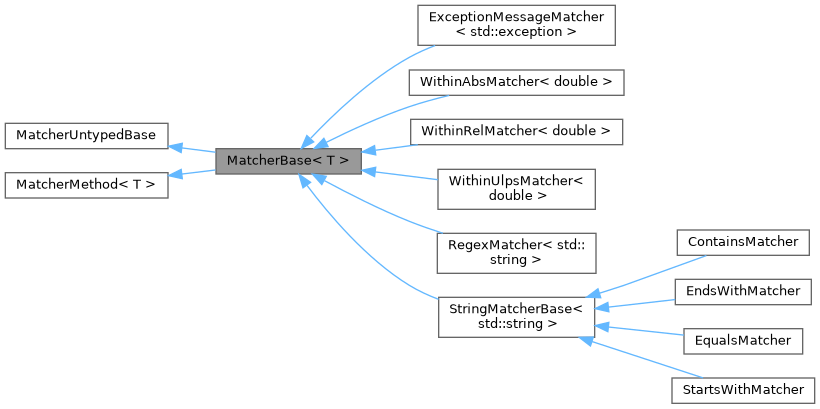 ExceptionMessageMatcher
< std::exception >
WithinAbsMatcher< double >
MatcherUntypedBase
WithinRelMatcher< double >
MatcherBase< T >
MatcherMethod< T >
WithinUlpsMatcher<
double >
RegexMatcher< std::
string >
ContainsMatcher
EndsWithMatcher
StringMatcherBase<
std::string >
EqualsMatcher
StartsWithMatcher